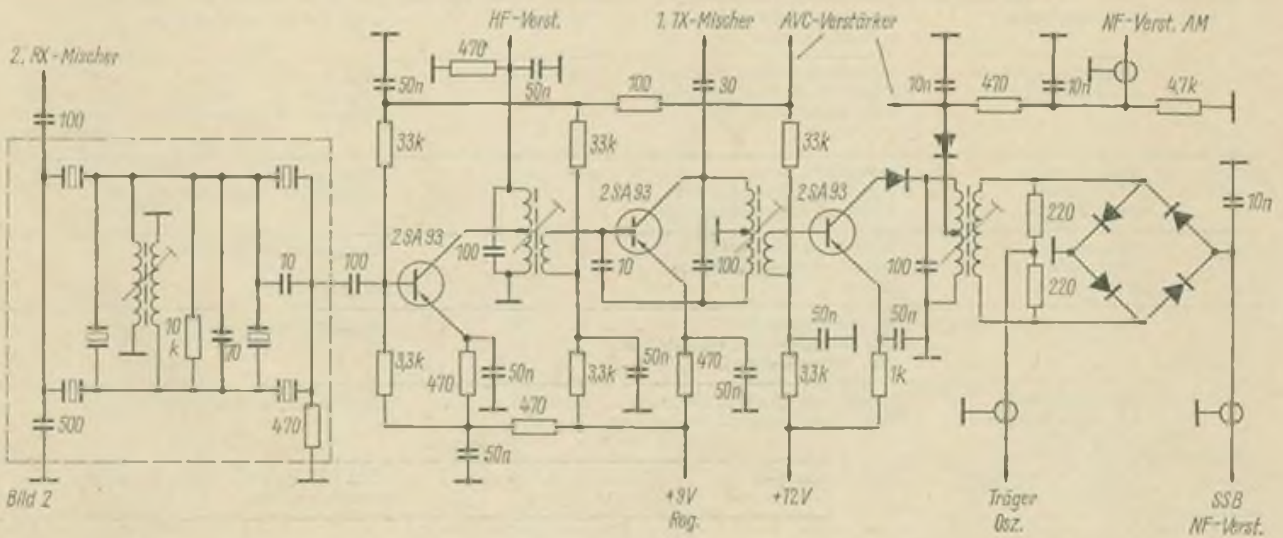 HF-Verst.
1. TX-Mischer
AVC-Verstärker
NF-Verst. AM
2. RX-Mischer
470
50n
50n
100
30
10n
470
10n
4,7k
100
33k
33k
33k
2SA93
2SA93
2SA93
10n
220
100
10
100
100
220
100
10
100
10
k
70
3,3k
470
50n
3,3k
50n
470
50n
50n
3,3k
50n
1k
500
470
470
50n
Bild 2
+9V
Reg.
+12V
Träger
Osz.
SSB
NF-Verst.